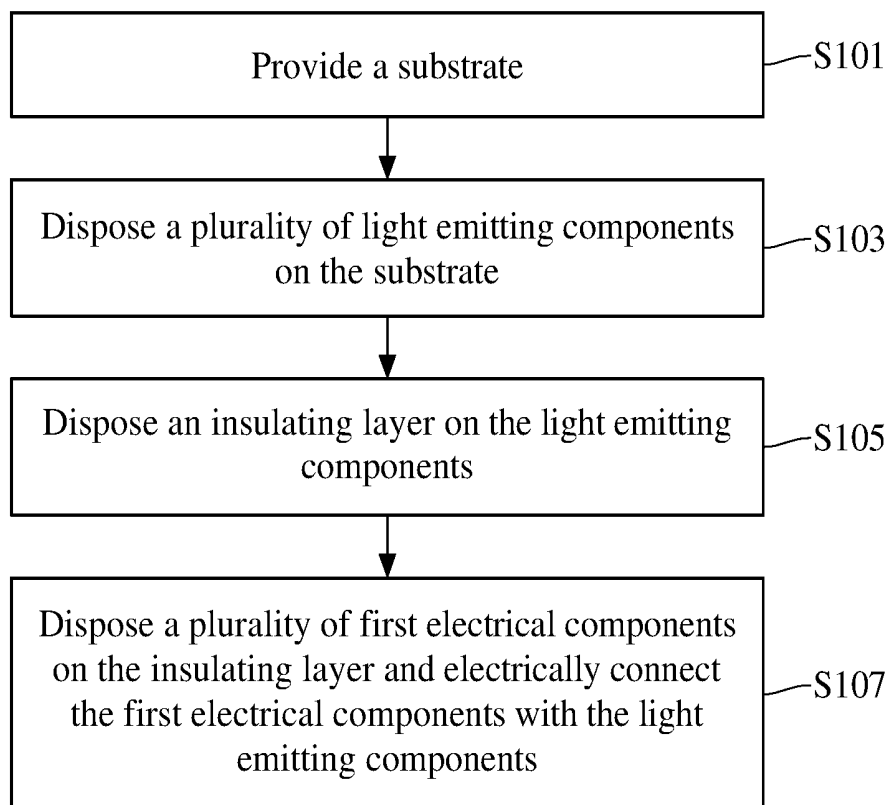 Provide a substrate
S101
Dispose a plurality of light emitting components
on the substrate
S103
Dispose an insulating layer on the light emitting
components
S105
Dispose a plurality of first electrical components
on the insulating layer and electrically connect
the first electrical components with the light
emitting components
S107